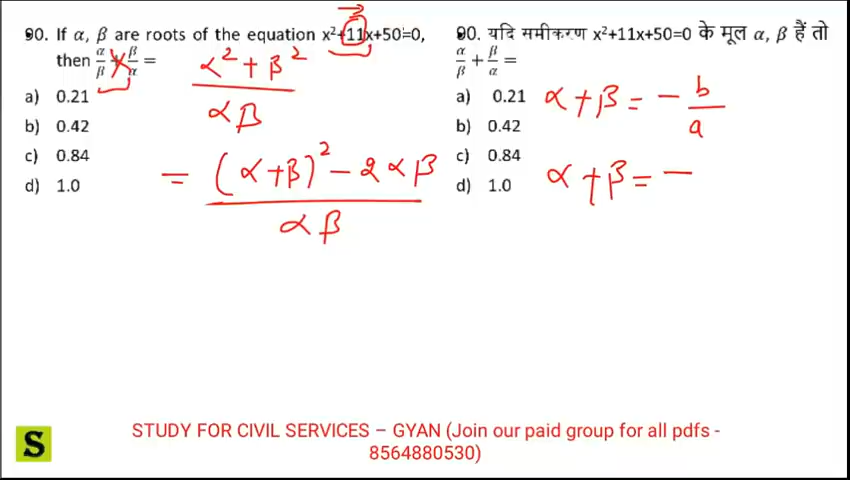 90. If α, β are roots of the equation x²+11x+50=0,
then α/β + β/α =
a) 0.21
b) 0.42
c) 0.84
d) 1.0
α² + β²
αβ
= (α+β)² - 2αβ
αβ
90. यदि समीकरण x²+11x+50=0 के मूल α, β हैं तो
α/β + β/α =
a) 0.21
b) 0.42
c) 0.84
d) 1.0
α + β = - b/a
α + β = -
S
STUDY FOR CIVIL SERVICES – GYAN (Join our paid group for all pdfs -
8564880530)